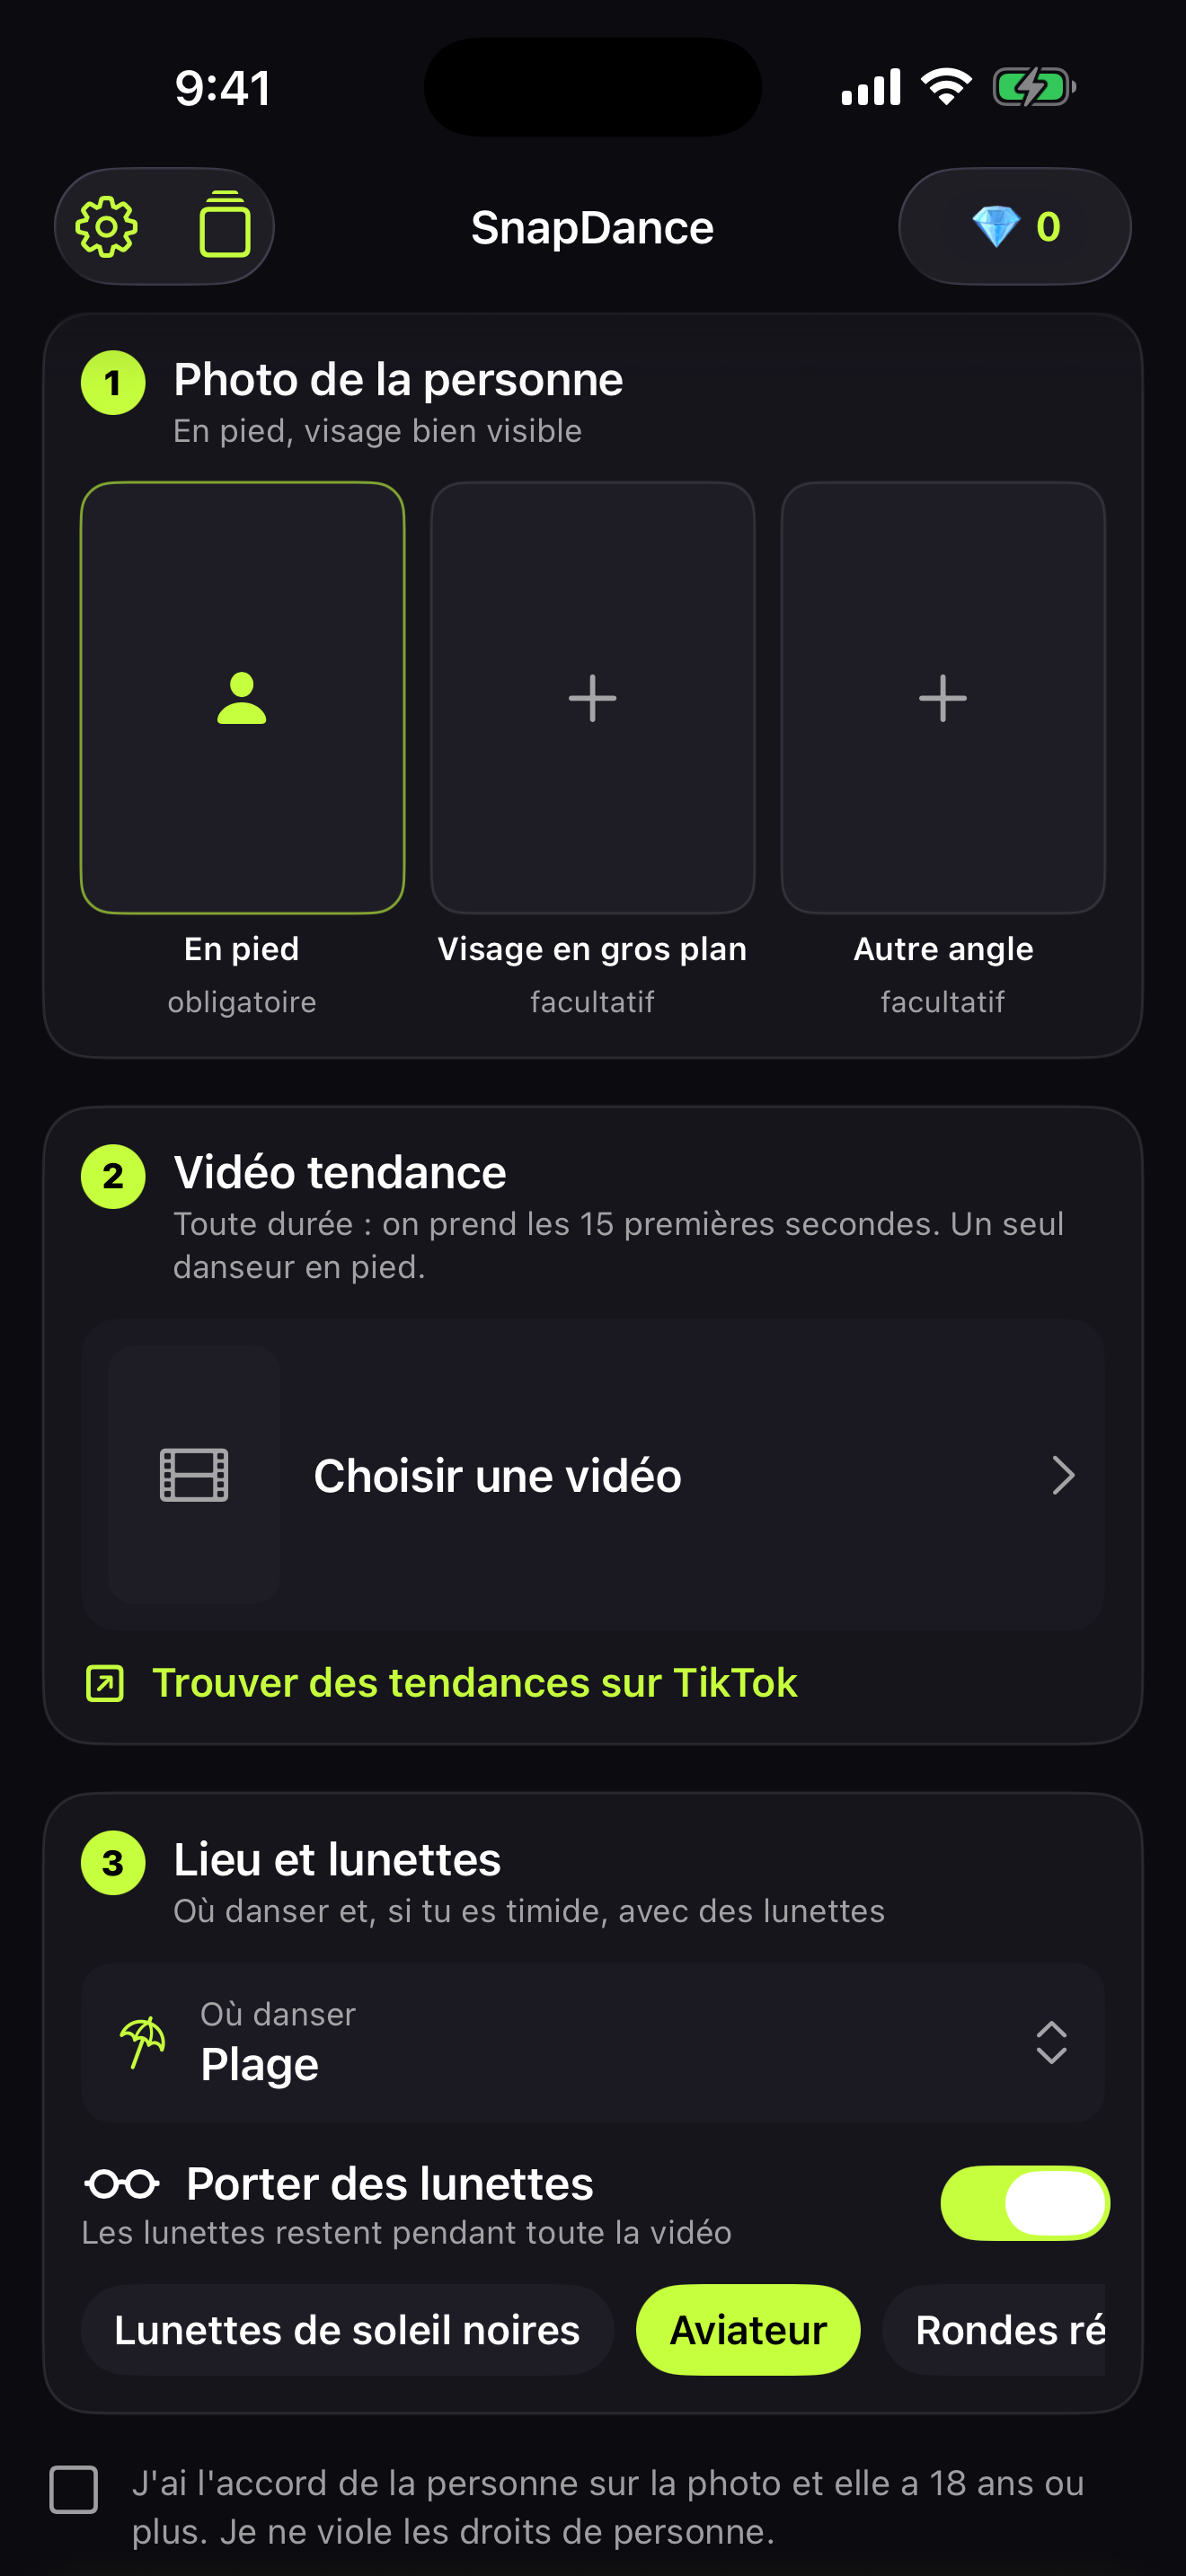 9:41
SnapDance
0
1
Photo de la personne
En pied, visage bien visible
En pied
Visage en gros plan
Autre angle
obligatoire
facultatif
facultatif
2
Vidéo tendance
Toute durée : on prend les 15 premières secondes. Un seul
danseur en pied.
Choisir une vidéo
Trouver des tendances sur TikTok
3
Lieu et lunettes
Où danser et, si tu es timide, avec des lunettes
Où danser
Plage
Porter des lunettes
Les lunettes restent pendant toute la vidéo
Lunettes de soleil noires
Aviateur
Rondes ré
J'ai l'accord de la personne sur la photo et elle a 18 ans ou
plus. Je ne viole les droits de personne.